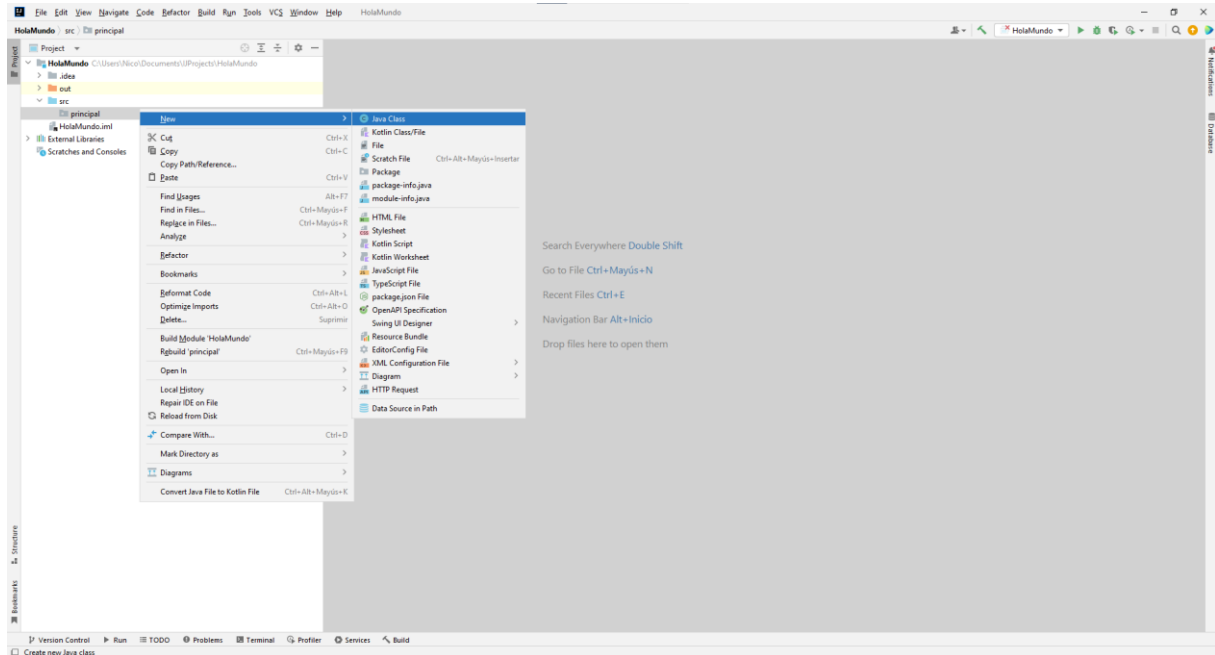 File Edit View Navigate Code Refactor Build Run Tools VCS Window Help HolaMundo
HolaMundo src principal
HolaMundo
Project
Project
HolaMundo C:\Users\Nico\Documents\IJProjects\HolaMundo
.idea
out
src
principal
HolaMundo.iml
External Libraries
Scratches and Consoles
New
Cut Ctrl+X
Copy Ctrl+C
Copy Path/Reference...
Paste Ctrl+V
Find Usages Alt+F7
Find in Files... Ctrl+Mayús+F
Replace in Files... Ctrl+Mayús+R
Analyze
Refactor
Bookmarks
Reformat Code Ctrl+Alt+L
Optimize Imports Ctrl+Alt+O
Delete... Suprimir
Build Module 'HolaMundo'
Rebuild 'principal' Ctrl+Mayús+F9
Open In
Local History
Repair IDE on File
Reload from Disk
Compare With... Ctrl+D
Mark Directory as
Diagrams
Convert Java File to Kotlin File Ctrl+Alt+Mayús+K
Java Class
Kotlin Class/File
File
Scratch File Ctrl+Alt+Mayús+Insertar
Package
package-info.java
module-info.java
HTML File
Stylesheet
Kotlin Script
Kotlin Worksheet
JavaScript File
TypeScript File
package.json File
OpenAPI Specification
Swing UI Designer
Resource Bundle
EditorConfig File
XML Configuration File
Diagram
HTTP Request
Data Source in Path
Search Everywhere Double Shift
Go to File Ctrl+Mayús+N
Recent Files Ctrl+E
Navigation Bar Alt+Inicio
Drop files here to open them
Notifications
Database
Structure
Bookmarks
Version Control Run TODO Problems Terminal Profiler Services Build
Create new Java class